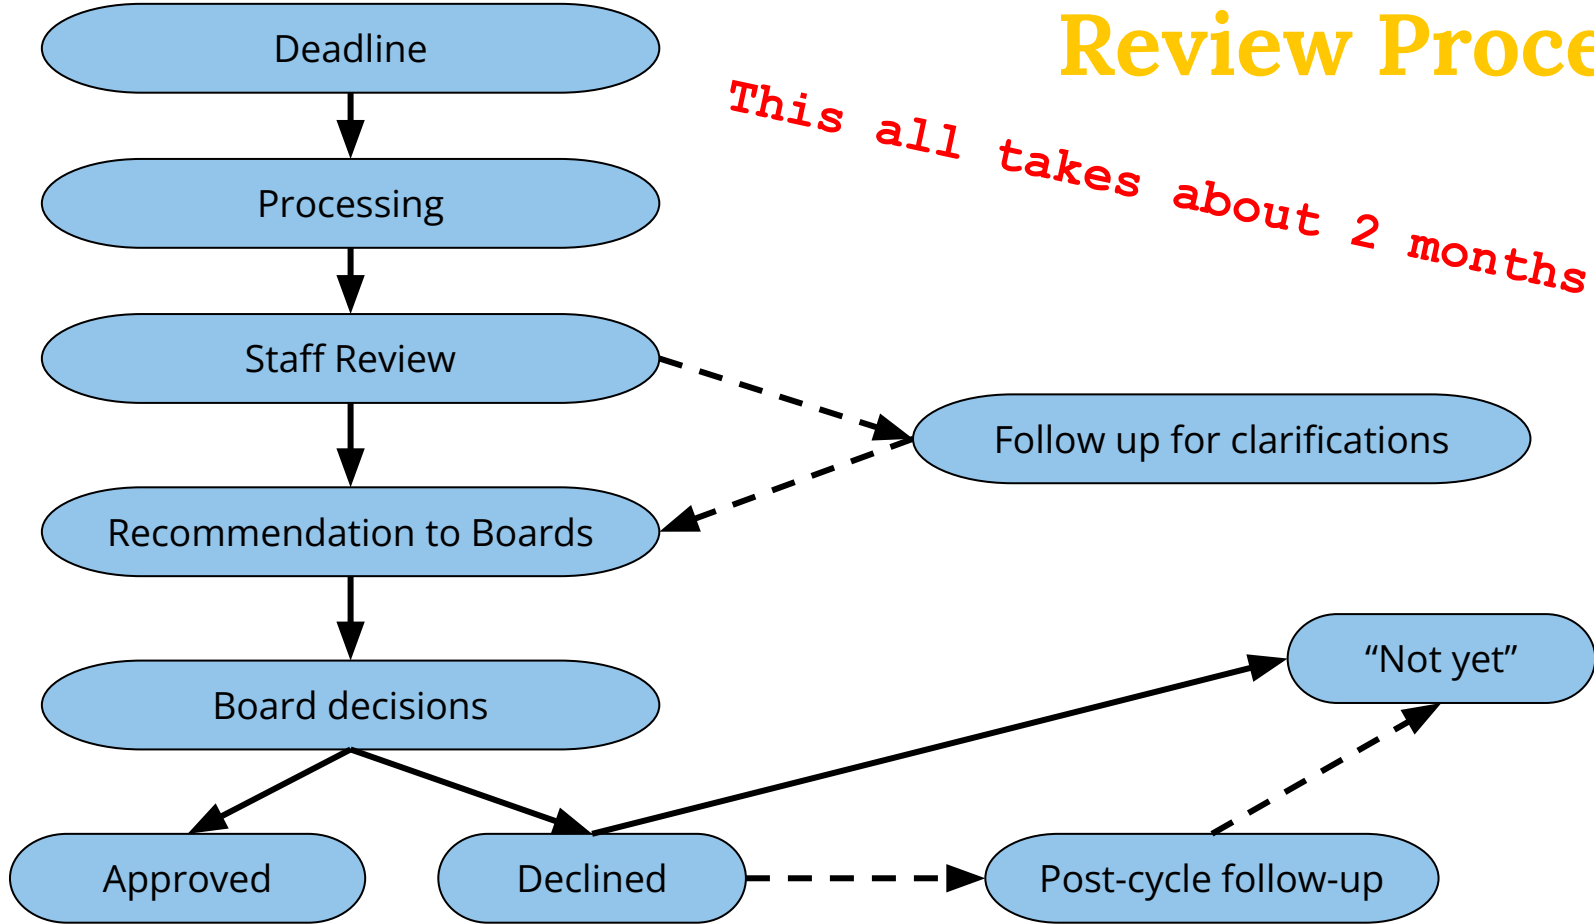 Review Proce
This all takes about 2 months
Deadline
Processing
Staff Review
Follow up for clarifications
Recommendation to Boards
“Not yet”
Board decisions
Approved
Declined
Post-cycle follow-up